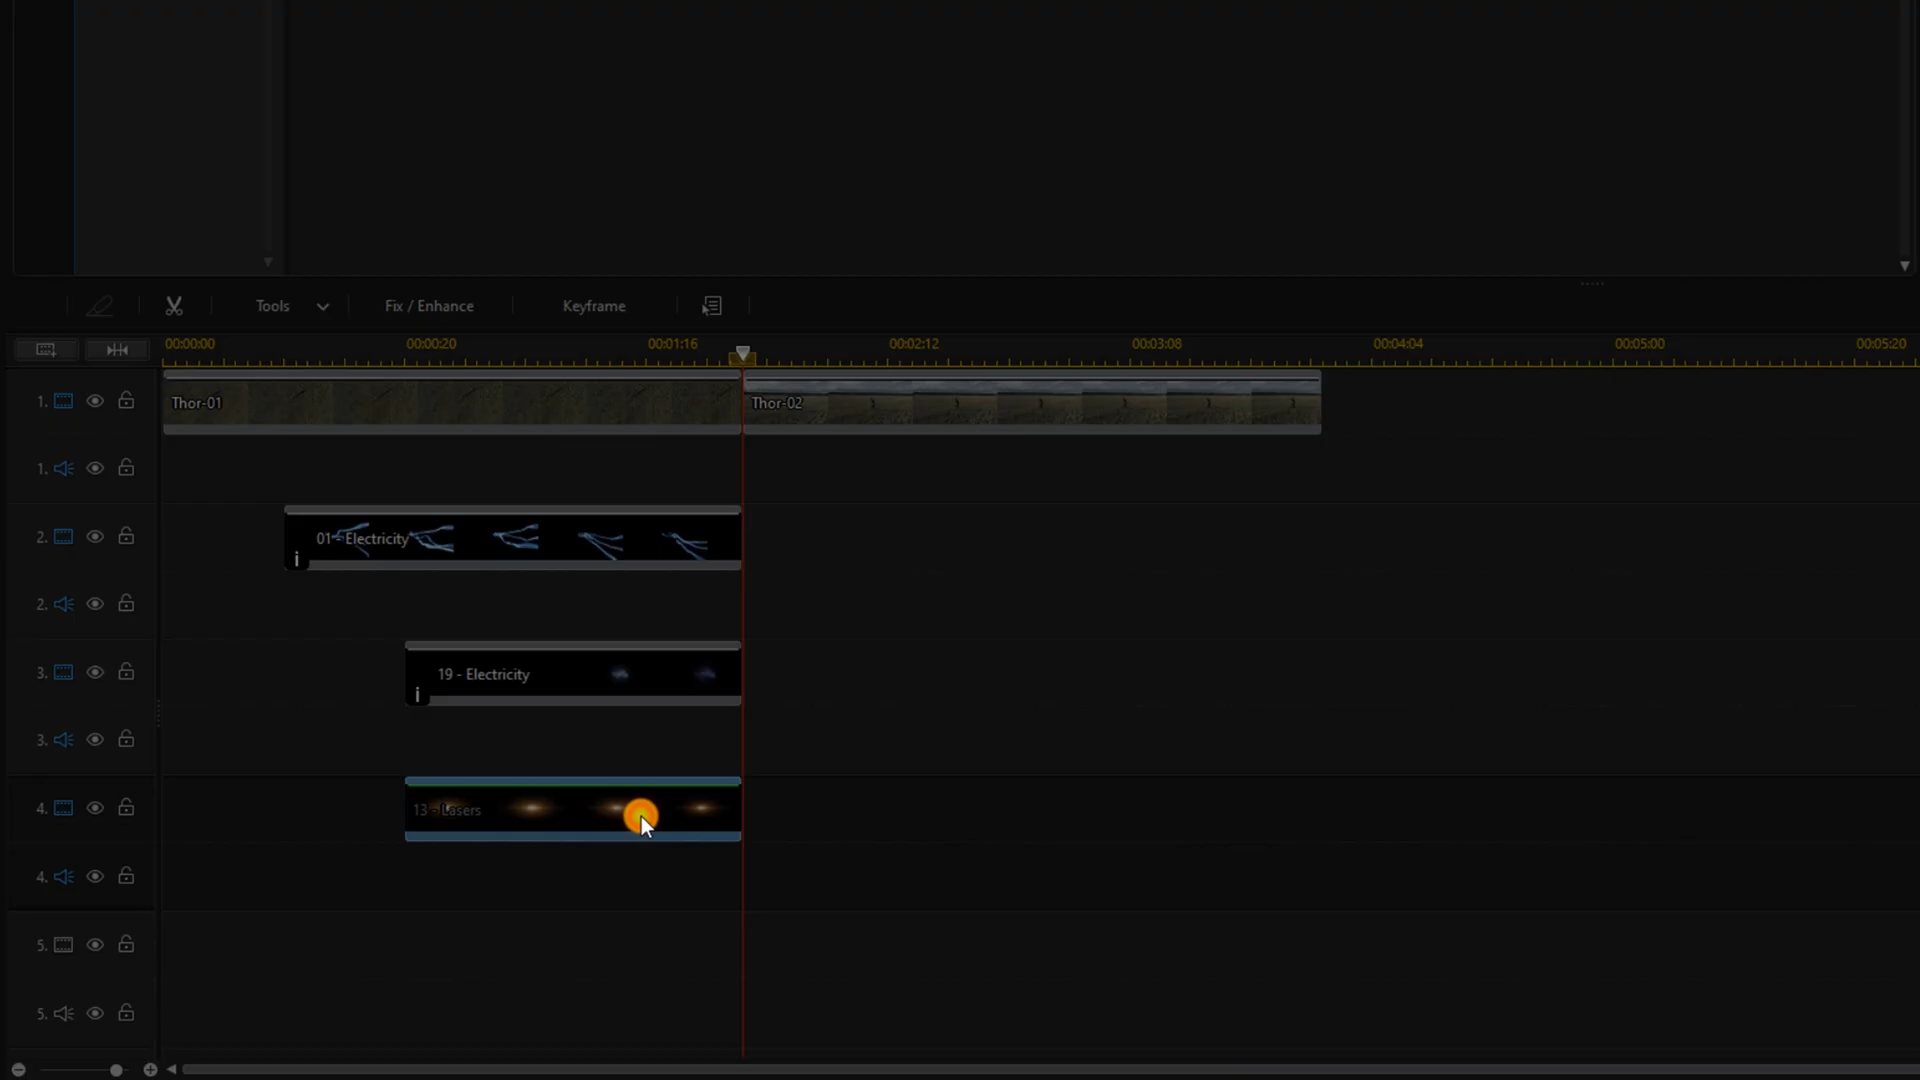 Tools
Fix / Enhance
Keyframe
00:00:00
00:00:20
00:01:16
00:02:12
00:03:08
00:04:04
00:05:00
00:05:20
1.
Thor-01
Thor-02
1.
2.
01 - Electricity
i
2.
3.
19 - Electricity
i
3.
4.
13 - Lasers
4.
5.
5.